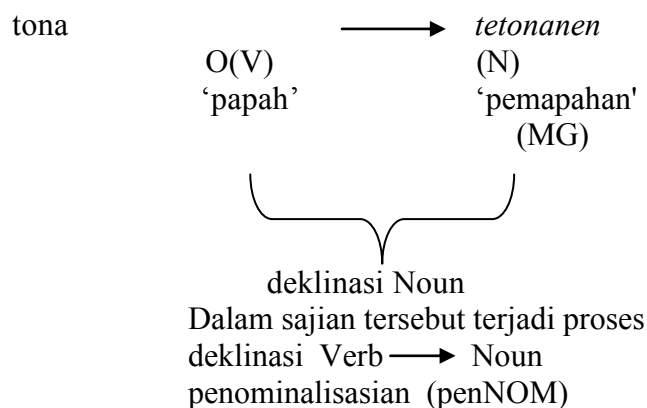 tona ⟶ tetonanen
O(V) (N)
‘papah’ ‘pemapahan'
(MG)
deklinasi Noun
Dalam sajian tersebut terjadi proses
deklinasi Verb ⟶ Noun
penominalisasian (penNOM)